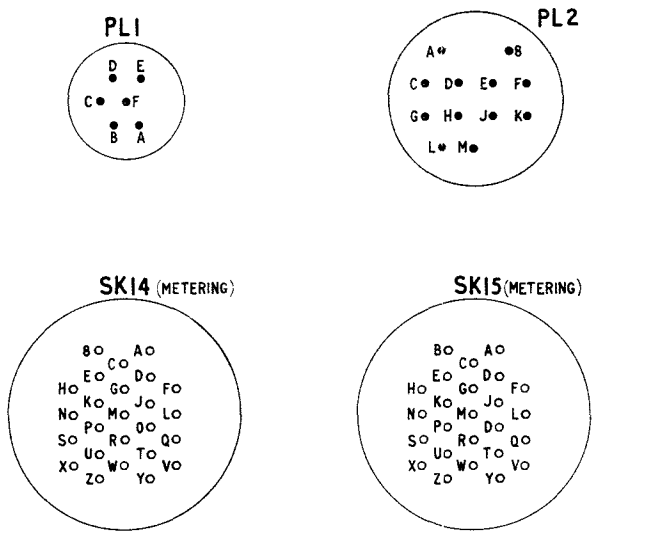 PL1
PL2
D E
C F
B A
A B
C D E F
G H J K
L M
SK14 (METERING)
SK15 (METERING)
B A
C
E D
H G F
K J
N M L
P O
S R Q
U T
X W V
Z Y
B A
C
E D
H G F
K J
N M L
P D
S R Q
U T
X W V
Z Y